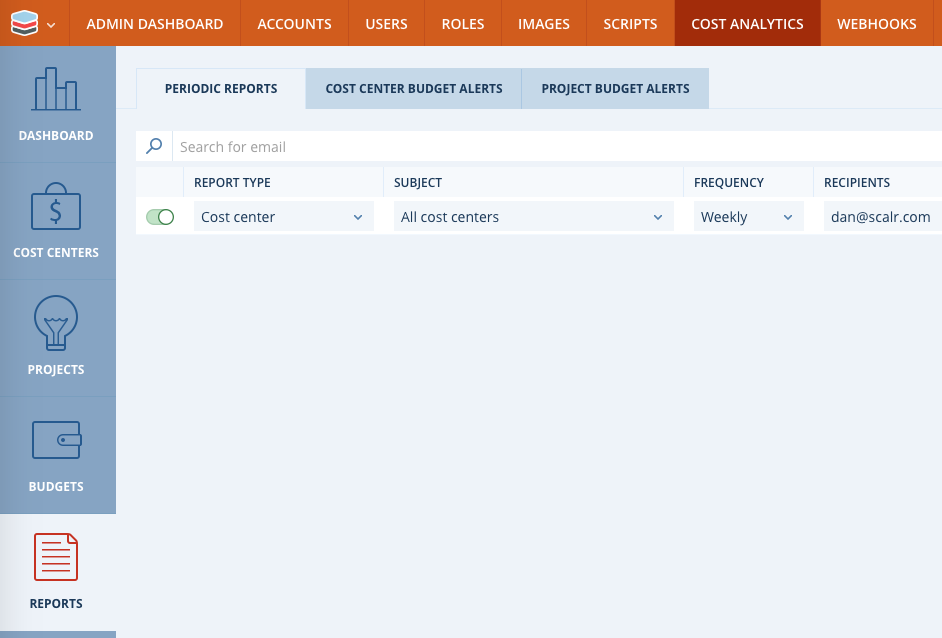 ADMIN DASHBOARD ACCOUNTS USERS ROLES IMAGES SCRIPTS COST ANALYTICS WEBHOOKS
DASHBOARD
COST CENTERS
PROJECTS
BUDGETS
REPORTS
PERIODIC REPORTS COST CENTER BUDGET ALERTS PROJECT BUDGET ALERTS
Search for email
REPORT TYPE SUBJECT FREQUENCY RECIPIENTS
Cost center All cost centers Weekly dan@scalr.com